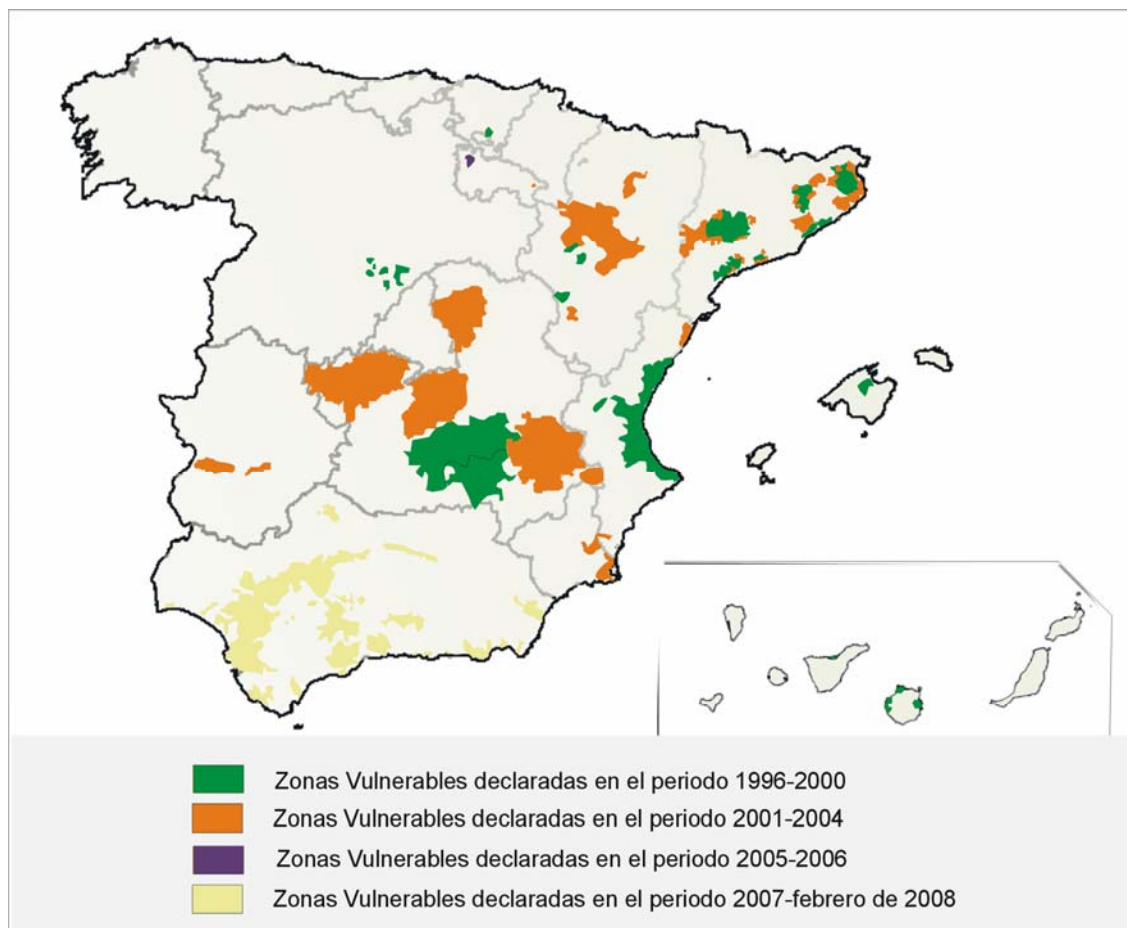 Zonas Vulnerables declaradas en el periodo 1996-2000
Zonas Vulnerables declaradas en el periodo 2001-2004
Zonas Vulnerables declaradas en el periodo 2005-2006
Zonas Vulnerables declaradas en el periodo 2007-febrero de 2008